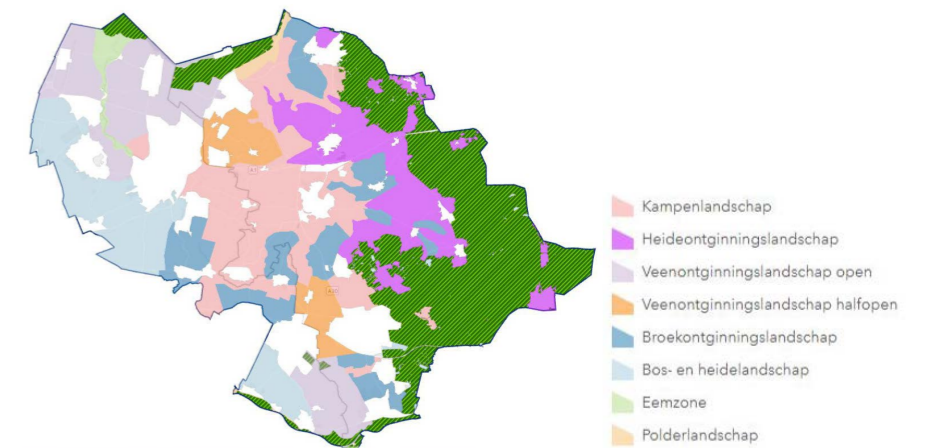 Kampenlandschap
Heideontginningslandschap
Veenontginningslandschap open
Veenontginningslandschap halfopen
Broekontginningslandschap
Bos- en heidelandschap
Eemzone
Polderlandschap